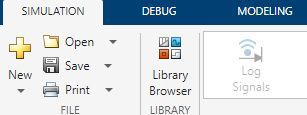 SIMULATION DEBUG MODELING
Open
Save
Print
New
FILE
Library
Browser
LIBRARY
Log
Signals